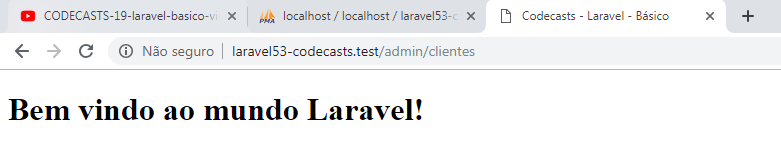 CODECASTS-19-laravel-basico-vi
localhost / localhost / laravel53-c
Codecasts - Laravel - Básico
Não seguro
laravel53-codecasts.test/admin/clientes
Bem vindo ao mundo Laravel!